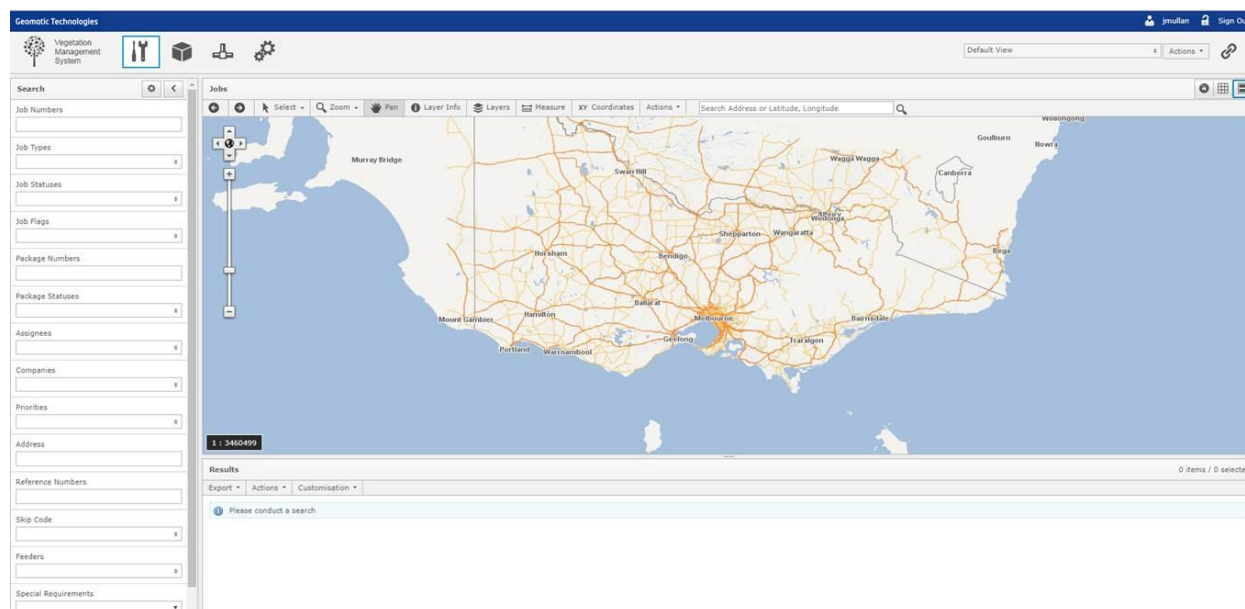 Geomatic Technologies
jmullan
Sign Ou
Vegetation
Management
System
Default View
Actions
Search
Jobs
Job Numbers
Job Types
Job Statuses
Job Flags
Package Numbers
Package Statuses
Assignees
Companies
Priorities
Address
Reference Numbers
Skip Code
Feeders
Special Requirements
Select
Zoom
Pan
Layer Info
Layers
Measure
XY Coordinates
Actions
Search Address or Latitude, Longitude
Wollongong
Goulburn
Nowra
Murray Bridge
Wagga Wagga
Swan Hill
Canberra
Albury
Wodonga
Shepparton
Wangaratta
Horsham
Bendigo
Bega
Ballarat
Mount Gambier
Hamilton
Melbourne
Bairnsdale
Geelong
Traralgon
Portland
Warrnambool
1 : 3460499
Results
0 items / 0 selecte
Export
Actions
Customisation
Please conduct a search